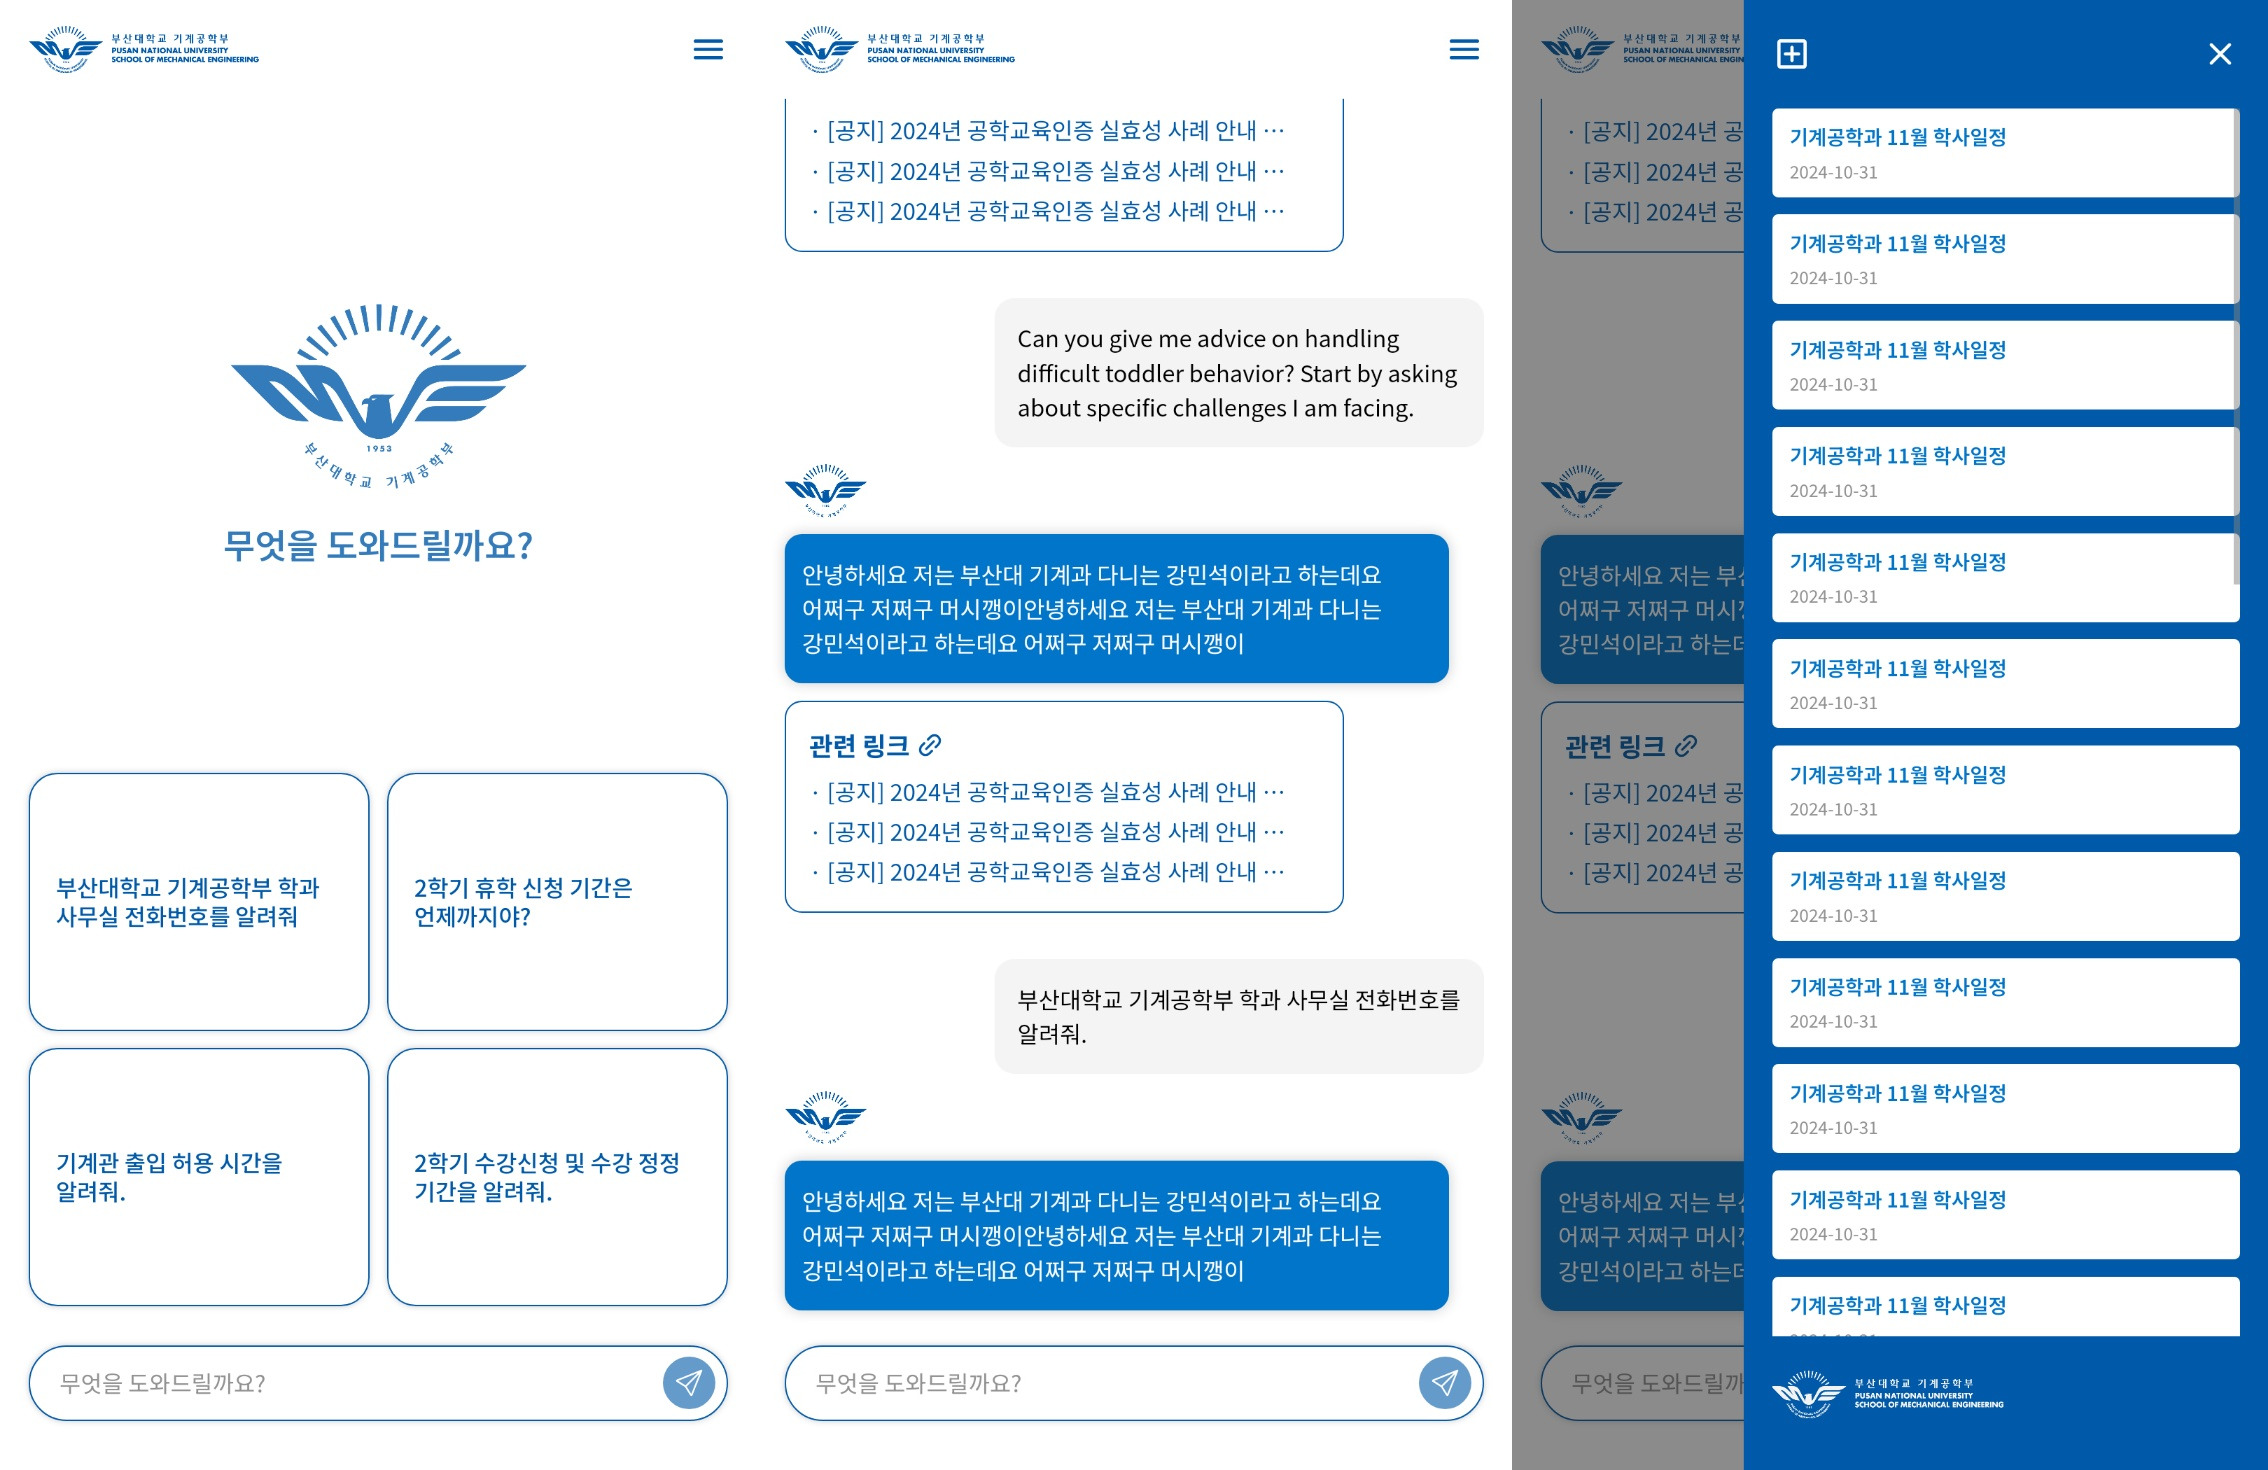 부산대학교 기계공학부
PUSAN NATIONAL UNIVERSITY
SCHOOL OF MECHANICAL ENGINEERING
1953
부산대학교 기계공학부
무엇을 도와드릴까요?
부산대학교 기계공학부 학과
사무실 전화번호를 알려줘
2학기 휴학 신청 기간은
언제까지야?
기계관 출입 허용 시간을
알려줘.
2학기 수강신청 및 수강 정정
기간을 알려줘.
무엇을 도와드릴까요?
부산대학교 기계공학부
PUSAN NATIONAL UNIVERSITY
SCHOOL OF MECHANICAL ENGINEERING
· [공지] 2024년 공학교육인증 실효성 사례 안내 ···
· [공지] 2024년 공학교육인증 실효성 사례 안내 ···
· [공지] 2024년 공학교육인증 실효성 사례 안내 ···
Can you give me advice on handling
difficult toddler behavior? Start by asking
about specific challenges I am facing.
안녕하세요 저는 부산대 기계과 다니는 강민석이라고 하는데요
어쩌구 저쩌구 머시깽이안녕하세요 저는 부산대 기계과 다니는
강민석이라고 하는데요 어쩌구 저쩌구 머시깽이
관련 링크
· [공지] 2024년 공학교육인증 실효성 사례 안내 ···
· [공지] 2024년 공학교육인증 실효성 사례 안내 ···
· [공지] 2024년 공학교육인증 실효성 사례 안내 ···
부산대학교 기계공학부 학과 사무실 전화번호를
알려줘.
안녕하세요 저는 부산대 기계과 다니는 강민석이라고 하는데요
어쩌구 저쩌구 머시깽이안녕하세요 저는 부산대 기계과 다니는
강민석이라고 하는데요 어쩌구 저쩌구 머시깽이
무엇을 도와드릴까요?
부산대학교 기계공학부
PUSAN NATIONAL UNIVERSITY
SCHOOL OF MECHANICAL
· [공지] 2024년 공
· [공지] 2024년 공
· [공지] 2024년 공
안녕하세요 저는
어쩌구 저쩌구
강민석이라고
관련 링크
· [공지] 2024년 공
· [공지] 2024년 공
· [공지] 2024년 공
안녕하세요 저는
어쩌구 저쩌구
강민석이라고
무엇을 도와드릴까
기계공학과 11월 학사일정
2024-10-31
기계공학과 11월 학사일정
2024-10-31
기계공학과 11월 학사일정
2024-10-31
기계공학과 11월 학사일정
2024-10-31
기계공학과 11월 학사일정
2024-10-31
기계공학과 11월 학사일정
2024-10-31
기계공학과 11월 학사일정
2024-10-31
기계공학과 11월 학사일정
2024-10-31
기계공학과 11월 학사일정
2024-10-31
기계공학과 11월 학사일정
2024-10-31
기계공학과 11월 학사일정
2024-10-31
기계공학과 11월 학사일정
부산대학교 기계공학부
PUSAN NATIONAL UNIVERSITY
SCHOOL OF MECHANICAL ENGINEERING